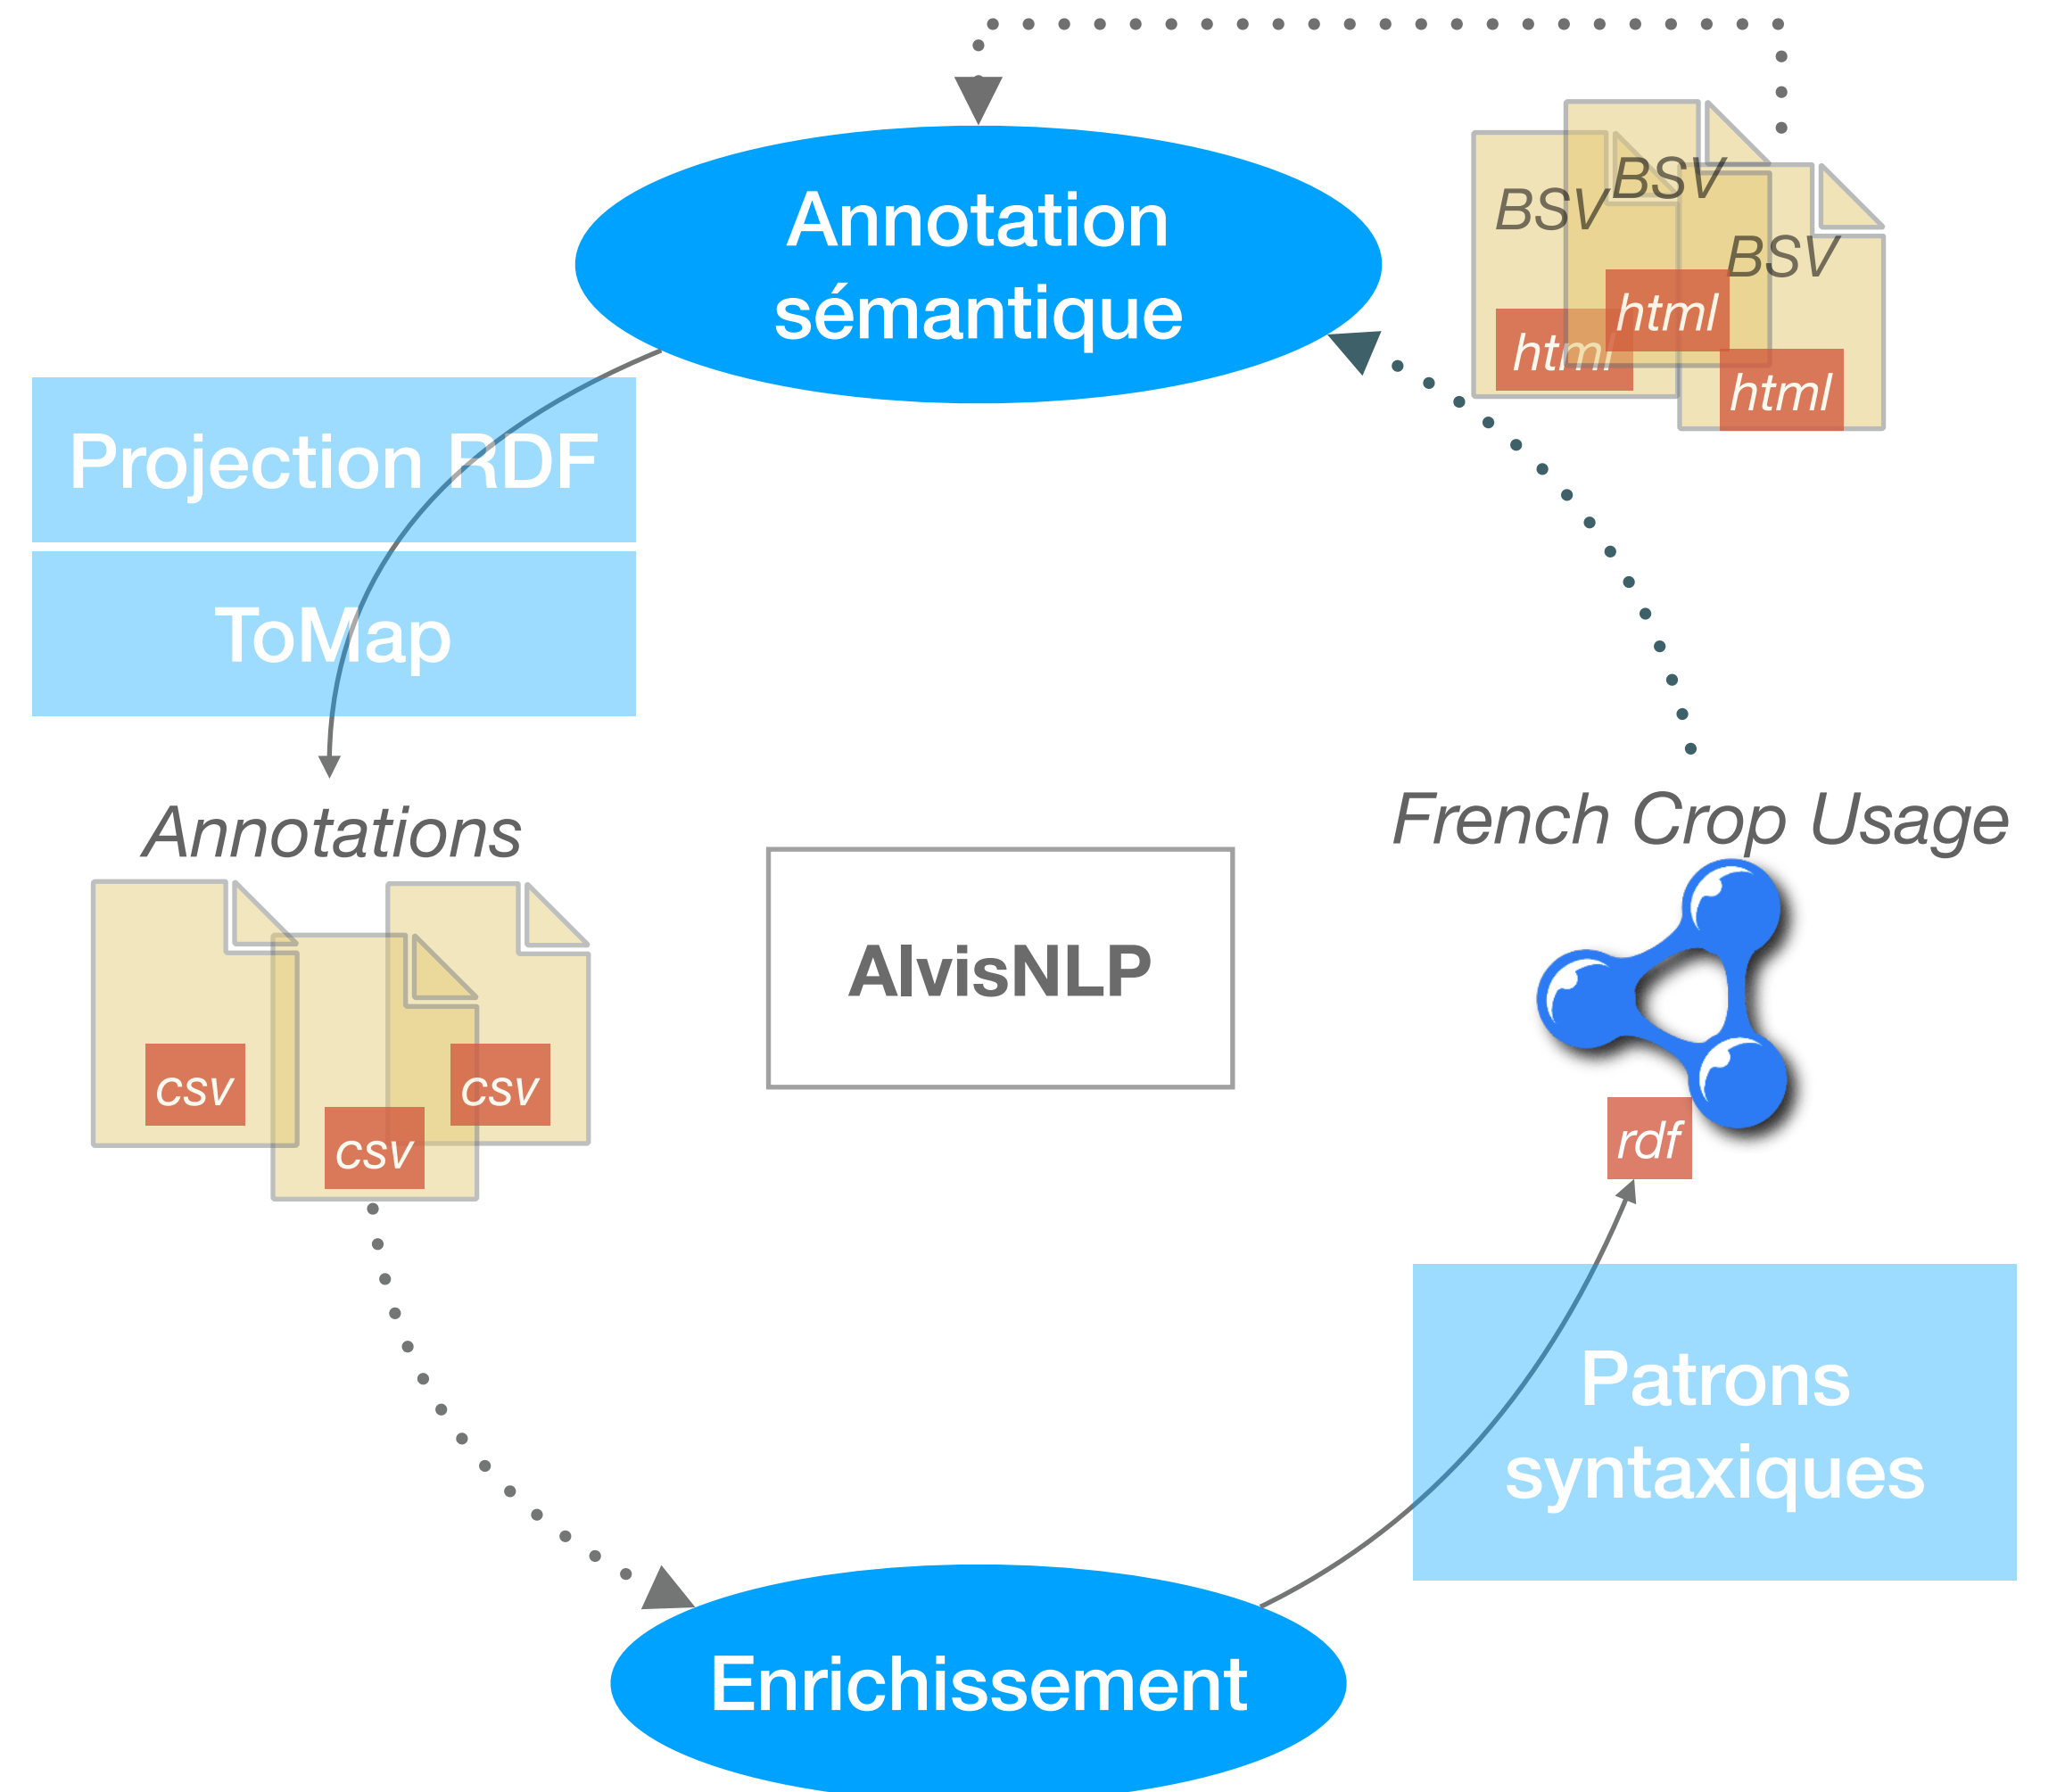 BSV
BSV
BSV
html
html
html
Annotation
sémantique
Projection RDF
ToMap
Annotations
csv
csv
csv
AlvisNLP
French Crop Usage
rdf
Patrons
syntaxiques
Enrichissement